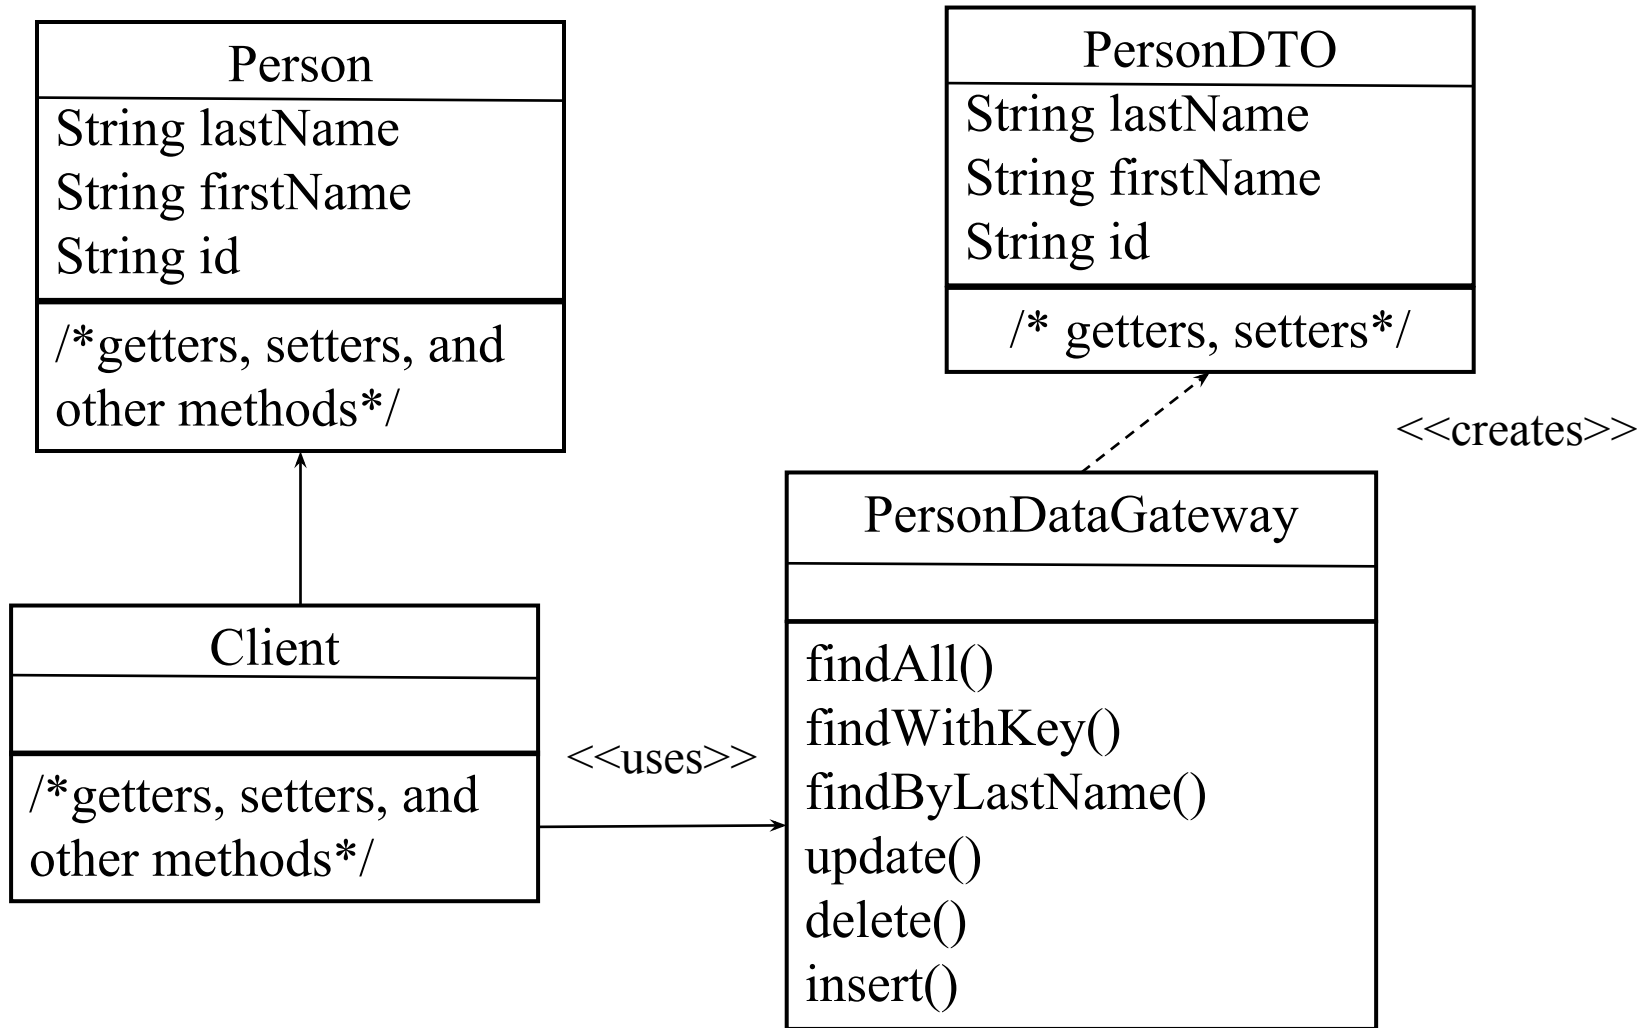 Person
String lastName
String firstName
String id
/*getters, setters, and
other methods*/
PersonDTO
String lastName
String firstName
String id
/* getters, setters*/
<<creates>>
Client
/*getters, setters, and
other methods*/
<<uses>>
PersonDataGateway
findAll()
findWithKey()
findByLastName()
update()
delete()
insert()